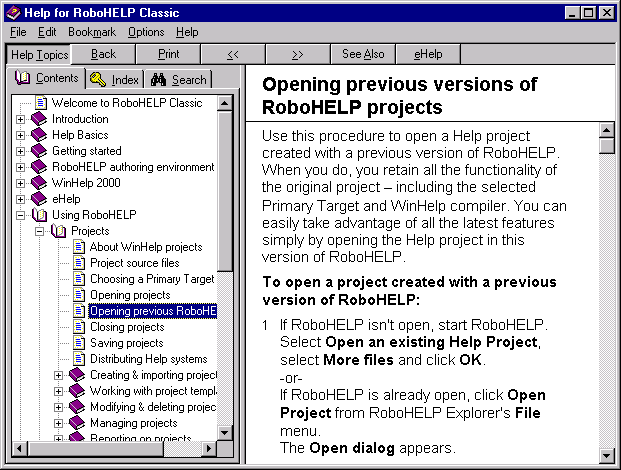 Help for RoboHELP Classic
File Edit Bookmark Options Help
Help Topics Back Print << >> See Also eHelp
Contents Index Search
Welcome to RoboHELP Classic
Introduction
Help Basics
Getting started
RoboHELP authoring environment
WinHelp 2000
eHelp
Using RoboHELP
Projects
About WinHelp projects
Project source files
Choosing a Primary Target
Opening projects
Opening previous RoboHE
Closing projects
Saving projects
Distributing Help systems
Creating & importing project
Working with project templ
Modifying & deleting projec
Managing projects
Reporting on projects
Opening previous versions of
RoboHELP projects
Use this procedure to open a Help project
created with a previous version of RoboHELP.
When you do, you retain all the functionality of
the original project – including the selected
Primary Target and WinHelp compiler. You can
easily take advantage of all the latest features
simply by opening the Help project in this
version of RoboHELP.
To open a project created with a previous
version of RoboHELP:
1 If RoboHELP isn't open, start RoboHELP.
Select Open an existing Help Project,
select More files and click OK.
-or-
If RoboHELP is already open, click Open
Project from RoboHELP Explorer's File
menu.
The Open dialog appears.